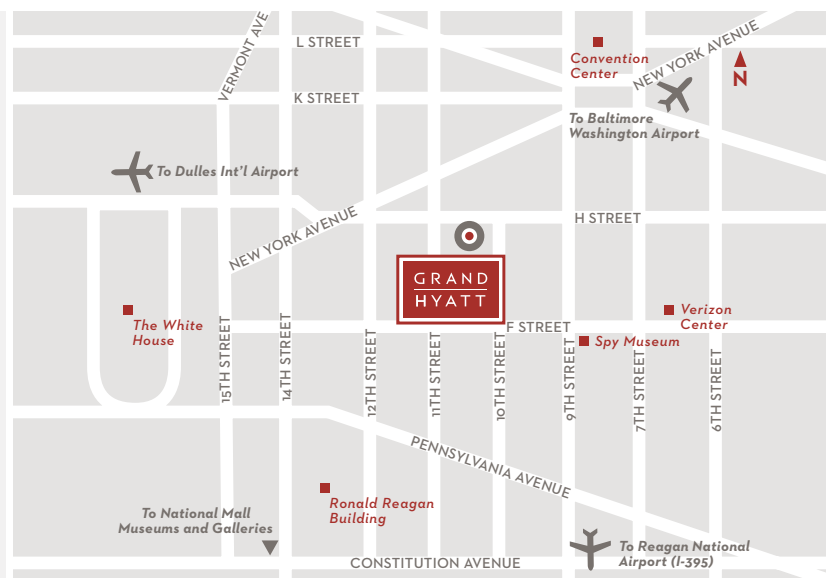 VERMONT AVE
L STREET
Convention
Center
NEW YORK AVENUE
N
K STREET
To Baltimore
Washington Airport
To Dulles Int'l Airport
NEW YORK AVENUE
H STREET
GRAND
HYATT
The White
House
F STREET
Verizon
Center
Spy Museum
15TH STREET
14TH STREET
12TH STREET
11TH STREET
10TH STREET
9TH STREET
7TH STREET
6TH STREET
PENNSYLVANIA AVENUE
Ronald Reagan
Building
To National Mall
Museums and Galleries
CONSTITUTION AVENUE
To Reagan National
Airport (I-395)